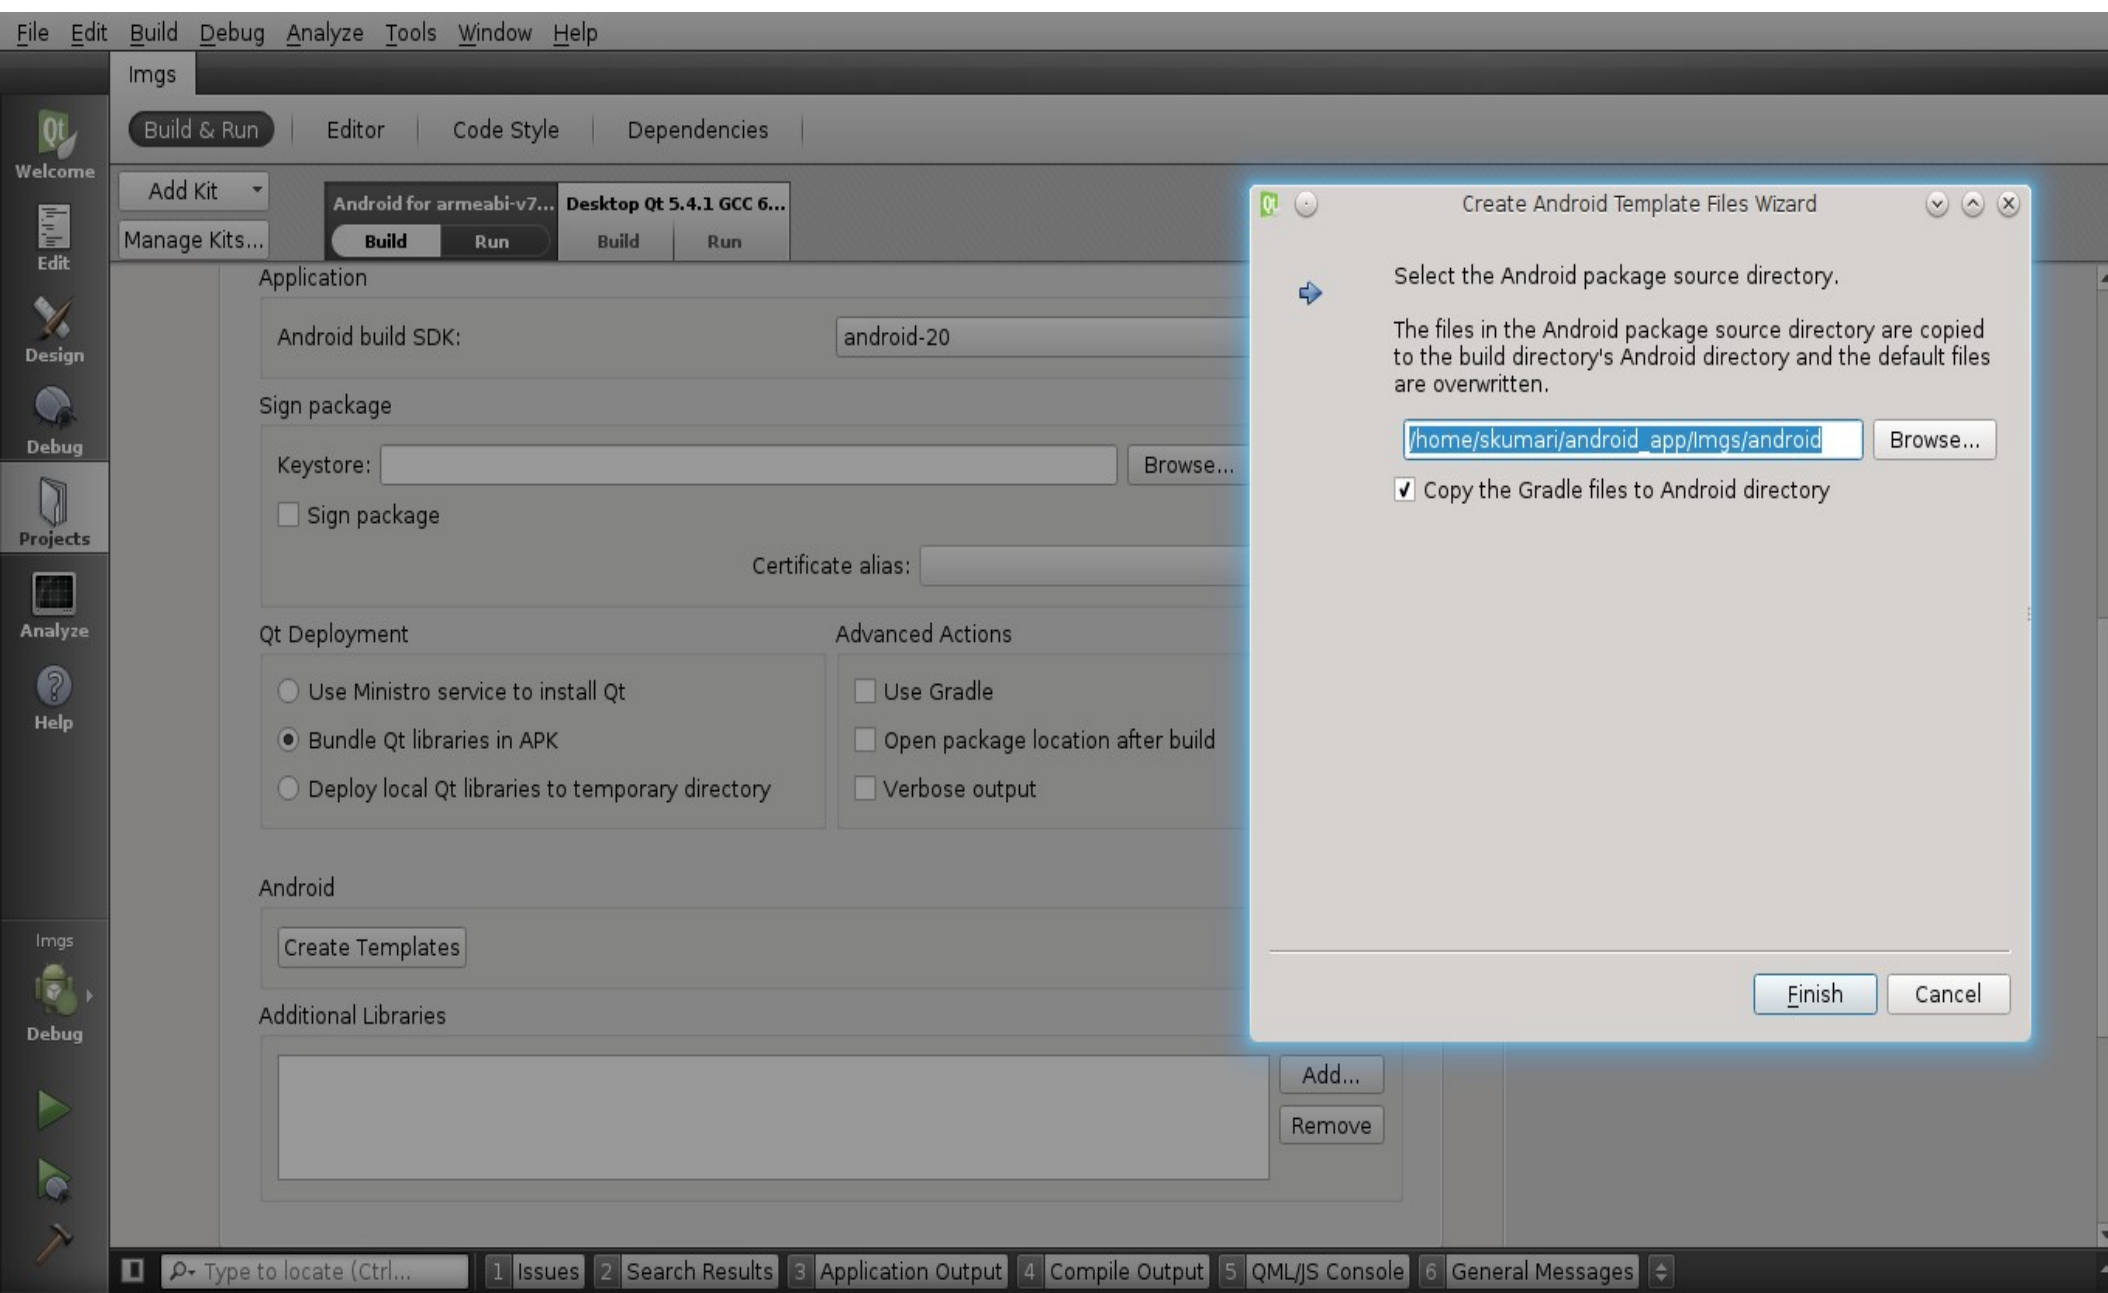 File Edit Build Debug Analyze Tools Window Help
Imgs
Build & Run Editor Code Style Dependencies
Qt
Welcome
Edit
Design
Debug
Projects
Analyze
Help
Imgs
Debug
Add Kit
Manage Kits...
Android for armeabi-v7...
Build Run
Desktop Qt 5.4.1 GCC 6...
Build Run
Application
Android build SDK: android-20
Sign package
Keystore: Browse...
Sign package
Certificate alias:
Qt Deployment
Use Ministro service to install Qt
Bundle Qt libraries in APK
Deploy local Qt libraries to temporary directory
Advanced Actions
Use Gradle
Open package location after build
Verbose output
Android
Create Templates
Additional Libraries
Add...
Remove
Create Android Template Files Wizard
Select the Android package source directory.
The files in the Android package source directory are copied
to the build directory's Android directory and the default files
are overwritten.
/home/skumari/android_app/Imgs/android Browse...
Copy the Gradle files to Android directory
Finish Cancel
Type to locate (Ctrl... 1 Issues 2 Search Results 3 Application Output 4 Compile Output 5 QML/JS Console 6 General Messages